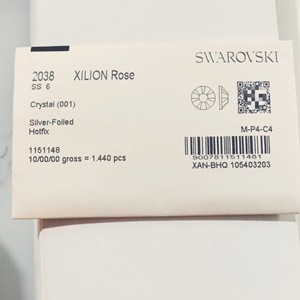 SWAROVSKI
2038 XILION Rose
SS 6
Crystal (001)
Silver-Foiled
Hotfix
M-P4-C4
1151148
9007811511481
10/00/00 gross = 1.440 pcs
XAN-BHQ 105403203